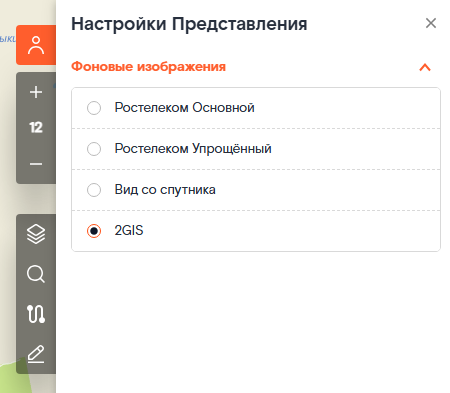 Настройки Представления
Фоновые изображения
12
Ростелеком Основной
Ростелеком Упрощённый
Вид со спутника
2GIS